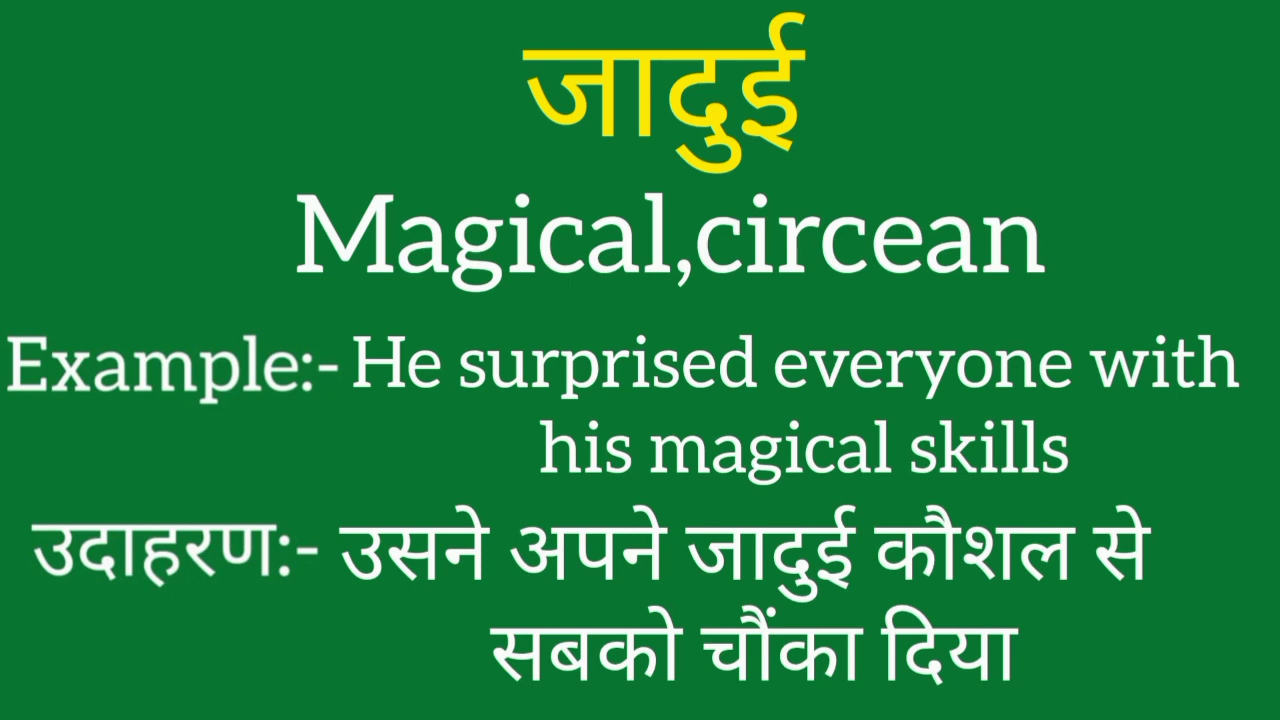 जादुई
Magical,circean
Example:- He surprised everyone with
his magical skills
उदाहरण:- उसने अपने जादुई कौशल से
सबको चौंका दिया